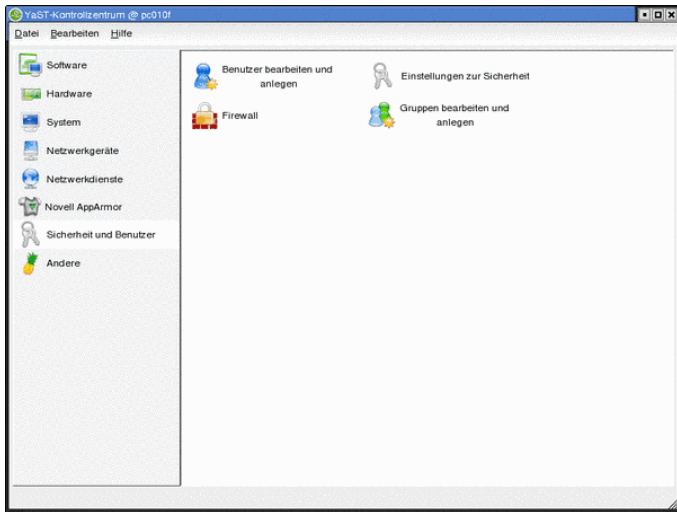 YaST-Kontrollzentrum @ pc010f
Datei Bearbeiten Hilfe
Software
Hardware
System
Netzwerkgeräte
Netzwerkdienste
Novell AppArmor
Sicherheit und Benutzer
Andere
Benutzer bearbeiten und
anlegen
Einstellungen zur Sicherheit
Firewall
Gruppen bearbeiten und
anlegen